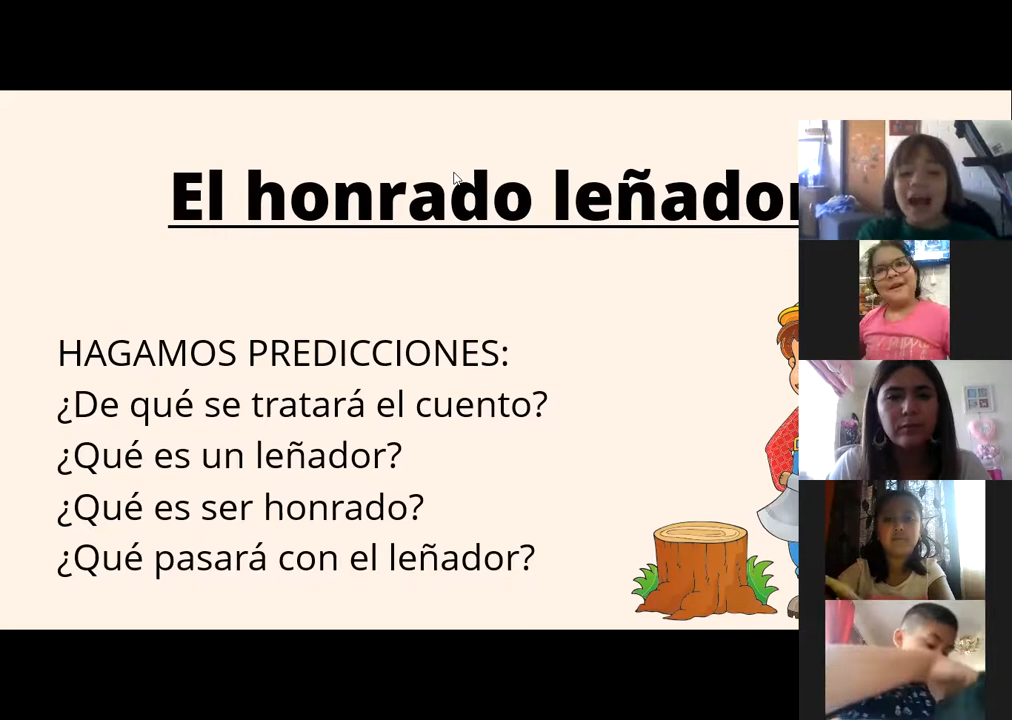 El honrado leñador
HAGAMOS PREDICCIONES:
¿De qué se tratará el cuento?
¿Qué es un leñador?
¿Qué es ser honrado?
¿Qué pasará con el leñador?